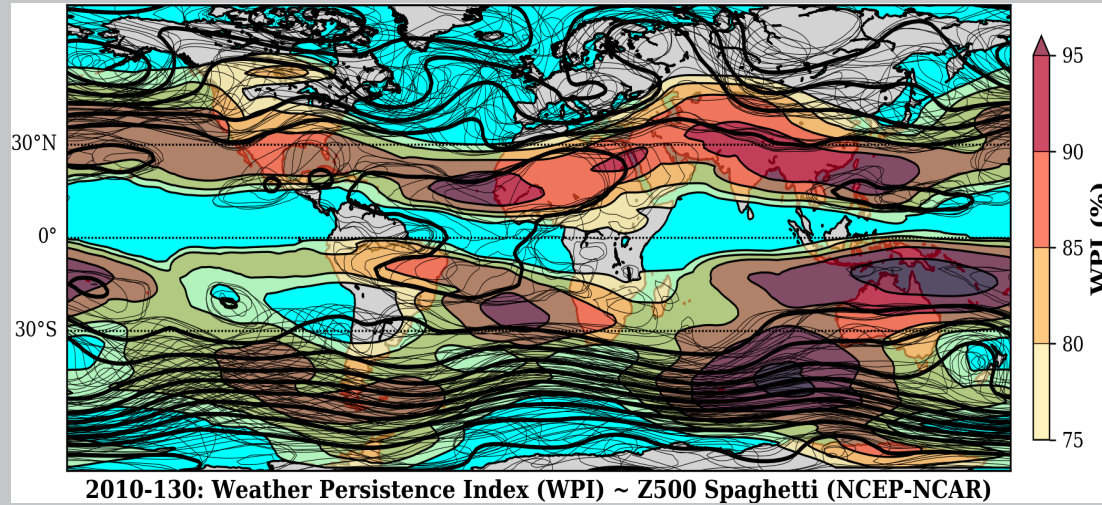 30°N
0°
30°S
95
90
85
80
75
WPI (%)
2010-130: Weather Persistence Index (WPI) ~ Z500 Spaghetti (NCEP-NCAR)